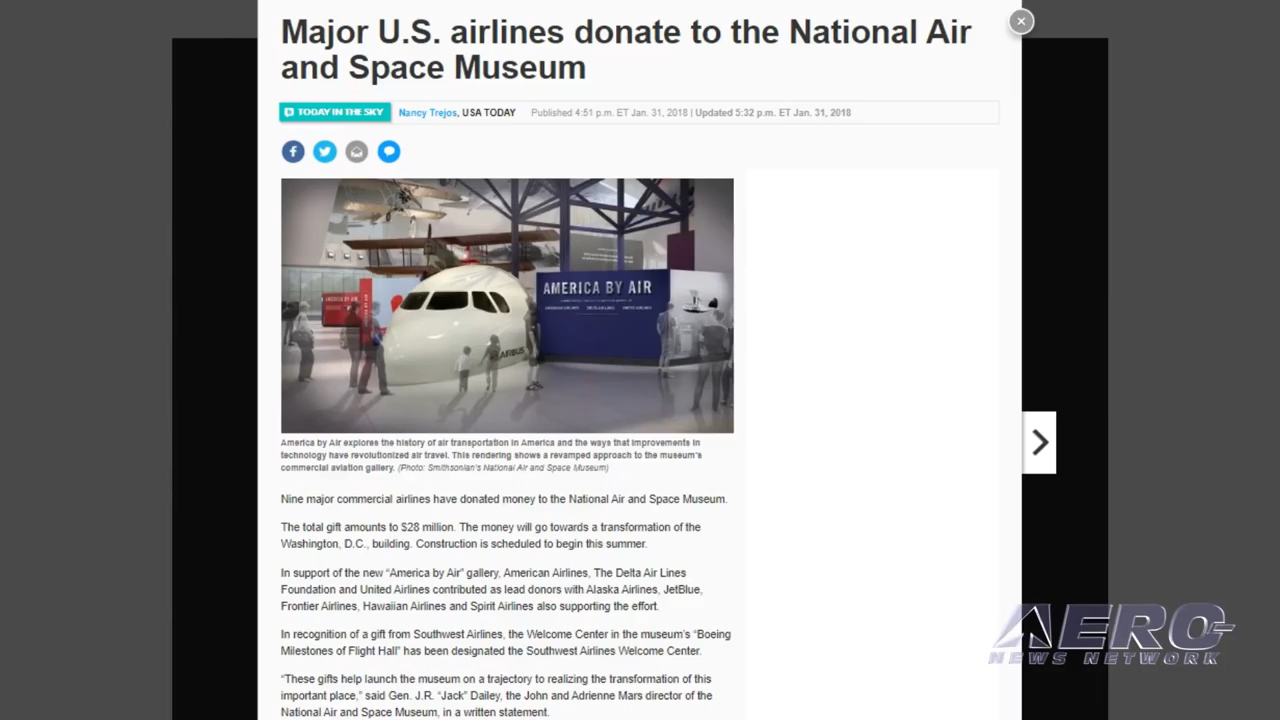 Major U.S. airlines donate to the National Air
and Space Museum
TODAY IN THE SKY Nancy Trejos, USA TODAY Published 4:51 p.m. ET Jan. 31, 2018 | Updated 5:32 p.m. ET Jan. 31, 2018
AMERICA BY AIR
AMERICA BY AIR
AIRBUS
America by Air explores the history of air transportation in America and the ways that improvements in
technology have revolutionized air travel. This rendering shows a revamped approach to the museum's
commercial aviation gallery. (Photo: Smithsonian's National Air and Space Museum)
Nine major commercial airlines have donated money to the National Air and Space Museum.
The total gift amounts to $28 million. The money will go towards a transformation of the
Washington, D.C., building. Construction is scheduled to begin this summer.
In support of the new “America by Air” gallery, American Airlines, The Delta Air Lines
Foundation and United Airlines contributed as lead donors with Alaska Airlines, JetBlue,
Frontier Airlines, Hawaiian Airlines and Spirit Airlines also supporting the effort.
In recognition of a gift from Southwest Airlines, the Welcome Center in the museum's “Boeing
Milestones of Flight Hall” has been designated the Southwest Airlines Welcome Center.
“These gifts help launch the museum on a trajectory to realizing the transformation of this
important place,” said Gen. J.R. “Jack” Dailey, the John and Adrienne Mars director of the
National Air and Space Museum, in a written statement.
AERO-
NEWS NETWORK